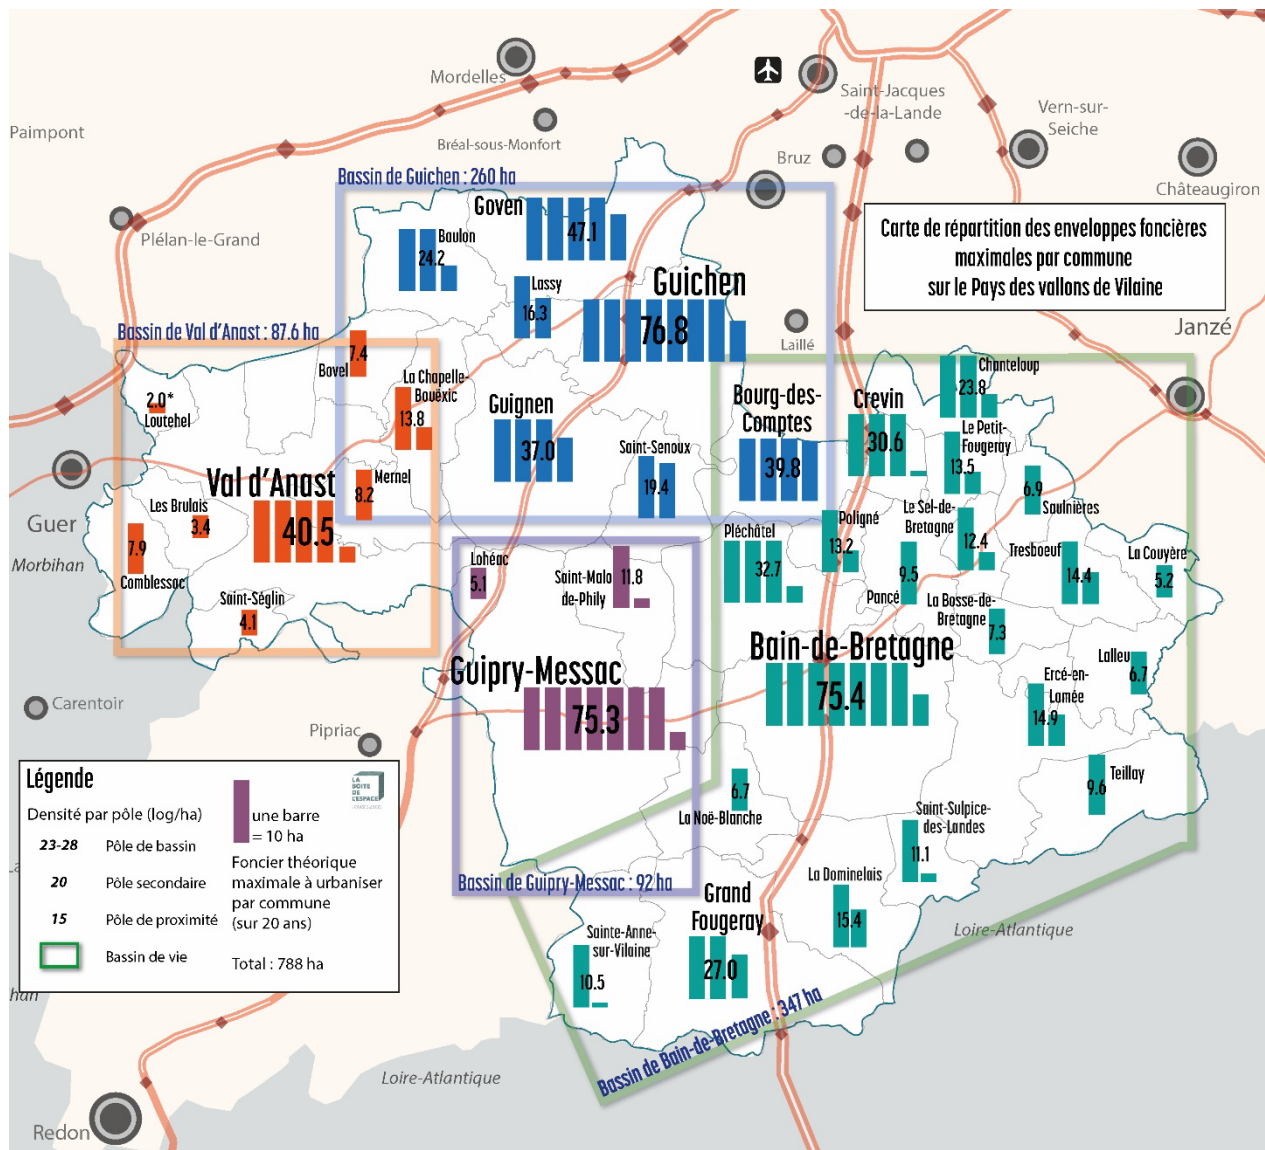 Mordelles
Paimpont
Bréal-sous-Monfort
Saint-Jacques
-de-la-Lande
Vern-sur-
Seiche
Bruz
Châteaugiron
Plélan-le-Grand
Bassin de Guichen : 260 ha
Carte de répartition des enveloppes foncières
maximales par commune
sur le Pays des vallons de Vilaine
Goven
47.1
Baulon
24.2
Lassy
16.3
Guichen
76.8
Laillé
Janzé
Bassin de Val d'Anast : 87.6 ha
7.4
Bovel
La Chapelle-
Bouëxic
13.8
2.0*
Loutehel
Guignen
37.0
Saint-Senoux
19.4
Bourg-des-
Comptes
39.8
Crevin
30.6
Chanteloup
23.8
Le Petit-
Fougeray
13.5
6.9
Saulnières
Val d'Anast
40.5
Mernel
8.2
Les Brulais
3.4
Guer
Morbihan
7.9
Comblessac
Saint-Séglin
4.1
Lohéac
5.1
Saint-Malo
de-Phily
11.8
Pléchâtel
32.7
Poligné
13.2
Le Sel-de-
Bretagne
12.4
9.5
Pancé
Tresboeuf
14.4
La Couyère
5.2
La Bosse-de-
Bretagne
7.3
Lalleu
6.7
Ercé-en-
Lamée
14.9
Teillay
9.6
Guipry-Messac
75.3
Bain-de-Bretagne
75.4
Carentoir
Pipriac
6.7
La Noë-Blanche
Saint-Sulpice-
des-Landes
11.1
La Dominelais
15.4
Bassin de Guipry-Messac : 92 ha
Grand
Fougeray
27.0
Sainte-Anne-
sur-Vilaine
10.5
Bassin de Bain-de-Bretagne : 347 ha
Loire-Atlantique
Loire-Atlantique
Redon
Légende
LA
BOITE
DE
L'ESPACE
Densité par pôle (log/ha)
23-28 Pôle de bassin
20 Pôle secondaire
15 Pôle de proximité
Bassin de vie
une barre
= 10 ha
Foncier théorique
maximale à urbaniser
par commune
(sur 20 ans)
Total : 788 ha
han